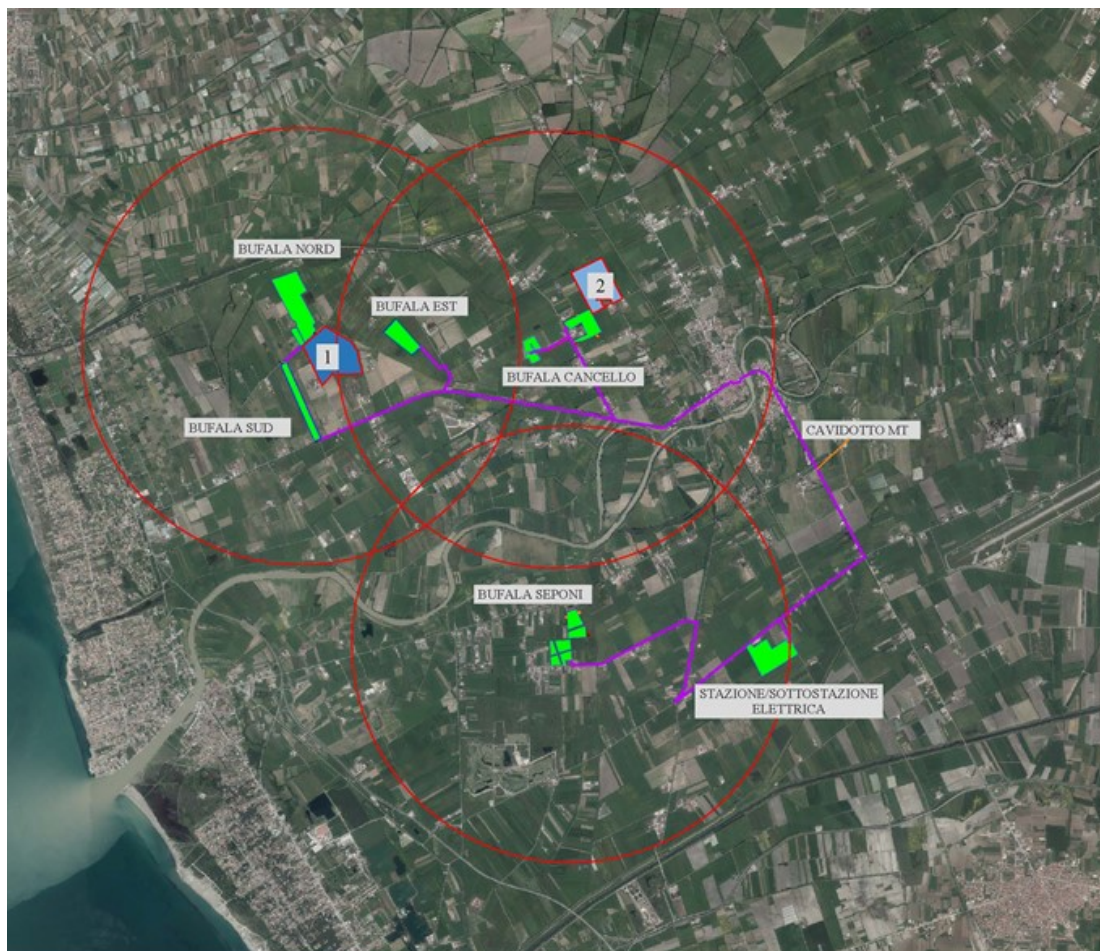 BUFALA NORD
2
BUFALA EST
1
BUFALA CANCELLO
BUFALA SUD
CAVIDOTTO MT
BUFALA SEPONI
STAZIONE/SOTTOSTAZIONE
ELETTRICA